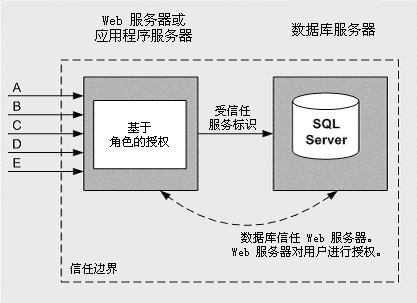 Web 服务器或
应用程序服务器
数据库服务器
A
B
C
D
E
基于
角色的授权
受信任
服务标识
SQL
Server
数据库信任 Web 服务器。
Web 服务器对用户进行授权。
信任边界